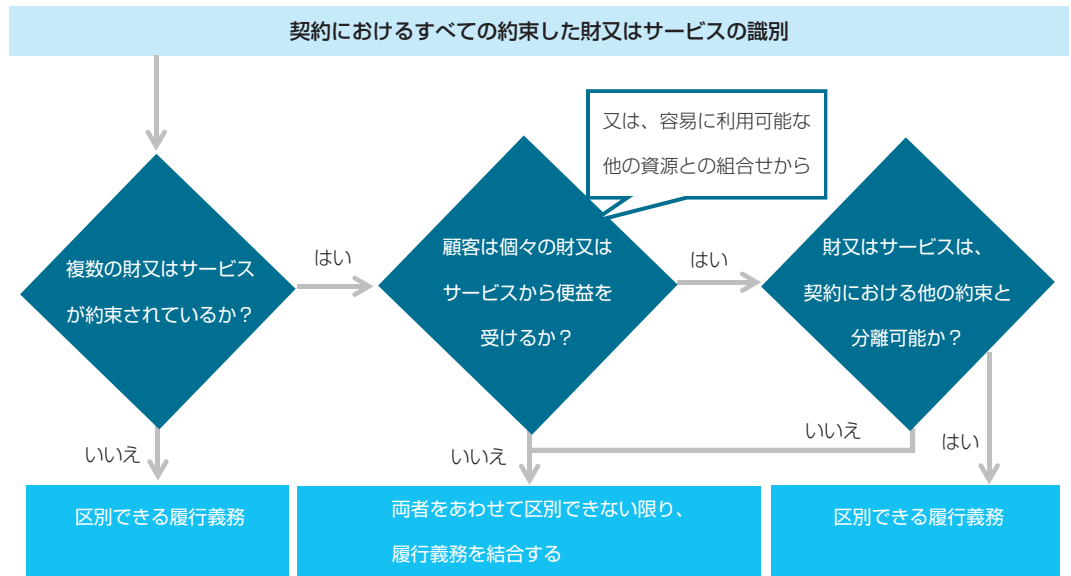 契約におけるすべての約束した財又はサービスの識別
又は、容易に利用可能な
他の資源との組合せから
複数の財又はサービス
が約束されているか？
はい
顧客は個々の財又は
サービスから便益を
受けるか？
はい
財又はサービスは、
契約における他の約束と
分離可能か？
いいえ
いいえ
いいえ
はい
区別できる履行義務
両者をあわせて区別できない限り、
履行義務を結合する
区別できる履行義務